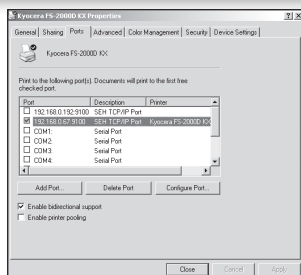 Kyocera FS-2000D KX Properties
General Sharing Ports Advanced Color Management Security Device Settings
Kyocera FS-2000D KX
Print to the following port(s). Documents will print to the first free
checked port.
Port Description Printer
192.168.0.192:9100 SEH TCP/IP Port
192.168.0.67:9100 SEH TCP/IP Port Kyocera FS-2000D KX
COM1: Serial Port
COM2: Serial Port
COM3: Serial Port
COM4: Serial Port
Add Port... Delete Port Configure Port...
Enable bidirectional support
Enable printer pooling
Close Cancel Apply